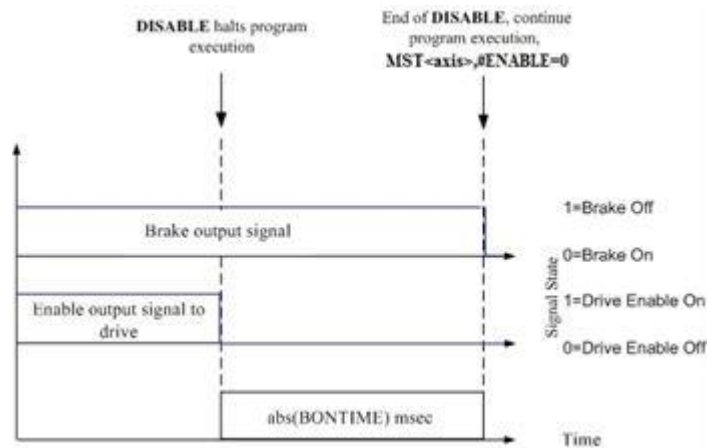 DISABLE halts program
execution
End of DISABLE, continue
program execution,
MST<axis>,#ENABLE=0
Brake output signal
1=Brake Off
0=Brake On
Enable output signal to
drive
Signal State
1=Drive Enable On
0=Drive Enable Off
abs(BONTIME) msec
Time